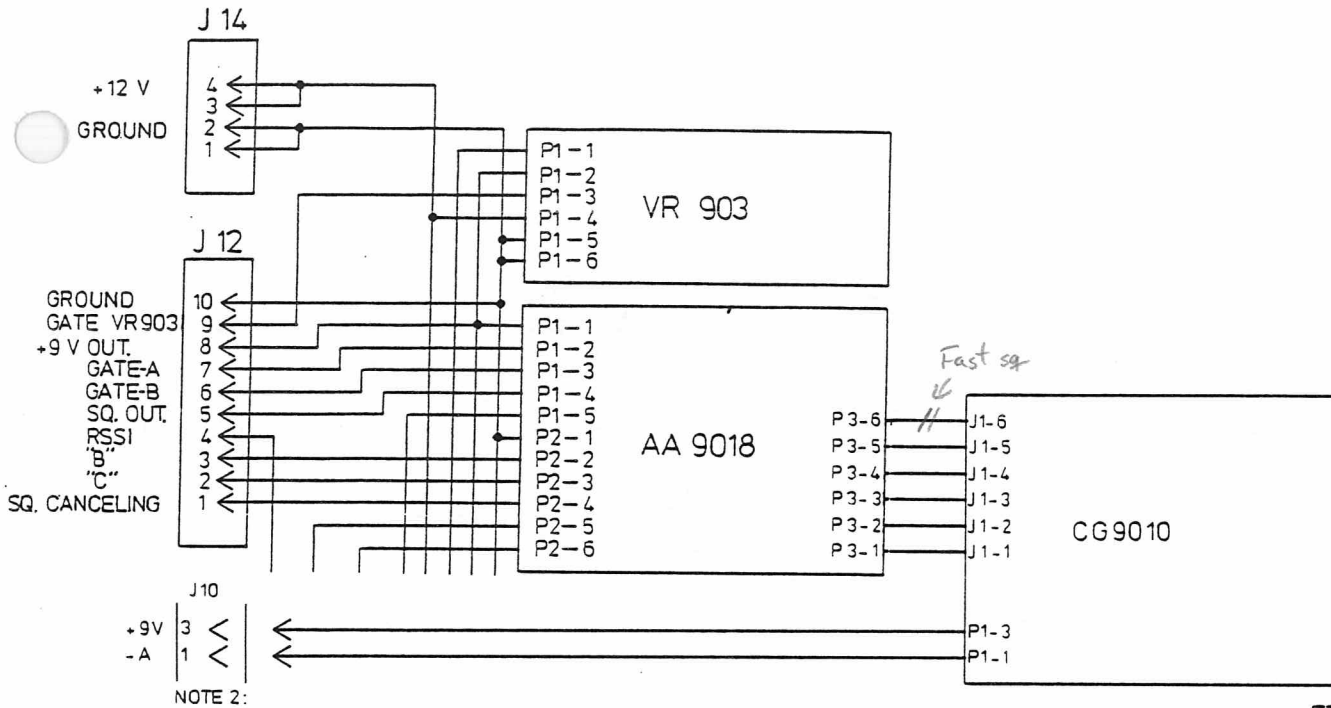 J 14
+12 V
4
3
GROUND
2
1
J 12
GROUND
10
GATE VR903
9
+9 V OUT.
8
GATE-A
7
GATE-B
6
SQ. OUT.
5
RSSI
4
"B"
3
"C"
2
SQ. CANCELING
1
J10
+9V
3
-A
1
NOTE 2:
P1-1
P1-2
P1-3
P1-4
P1-5
P1-6
VR 903
P1-1
P1-2
P1-3
P1-4
P1-5
P2-1
P2-2
P2-3
P2-4
P2-5
P2-6
AA 9018
P3-6
P3-5
P3-4
P3-3
P3-2
P3-1
Fast sq
J1-6
J1-5
J1-4
J1-3
J1-2
J1-1
CG9010
P1-3
P1-1